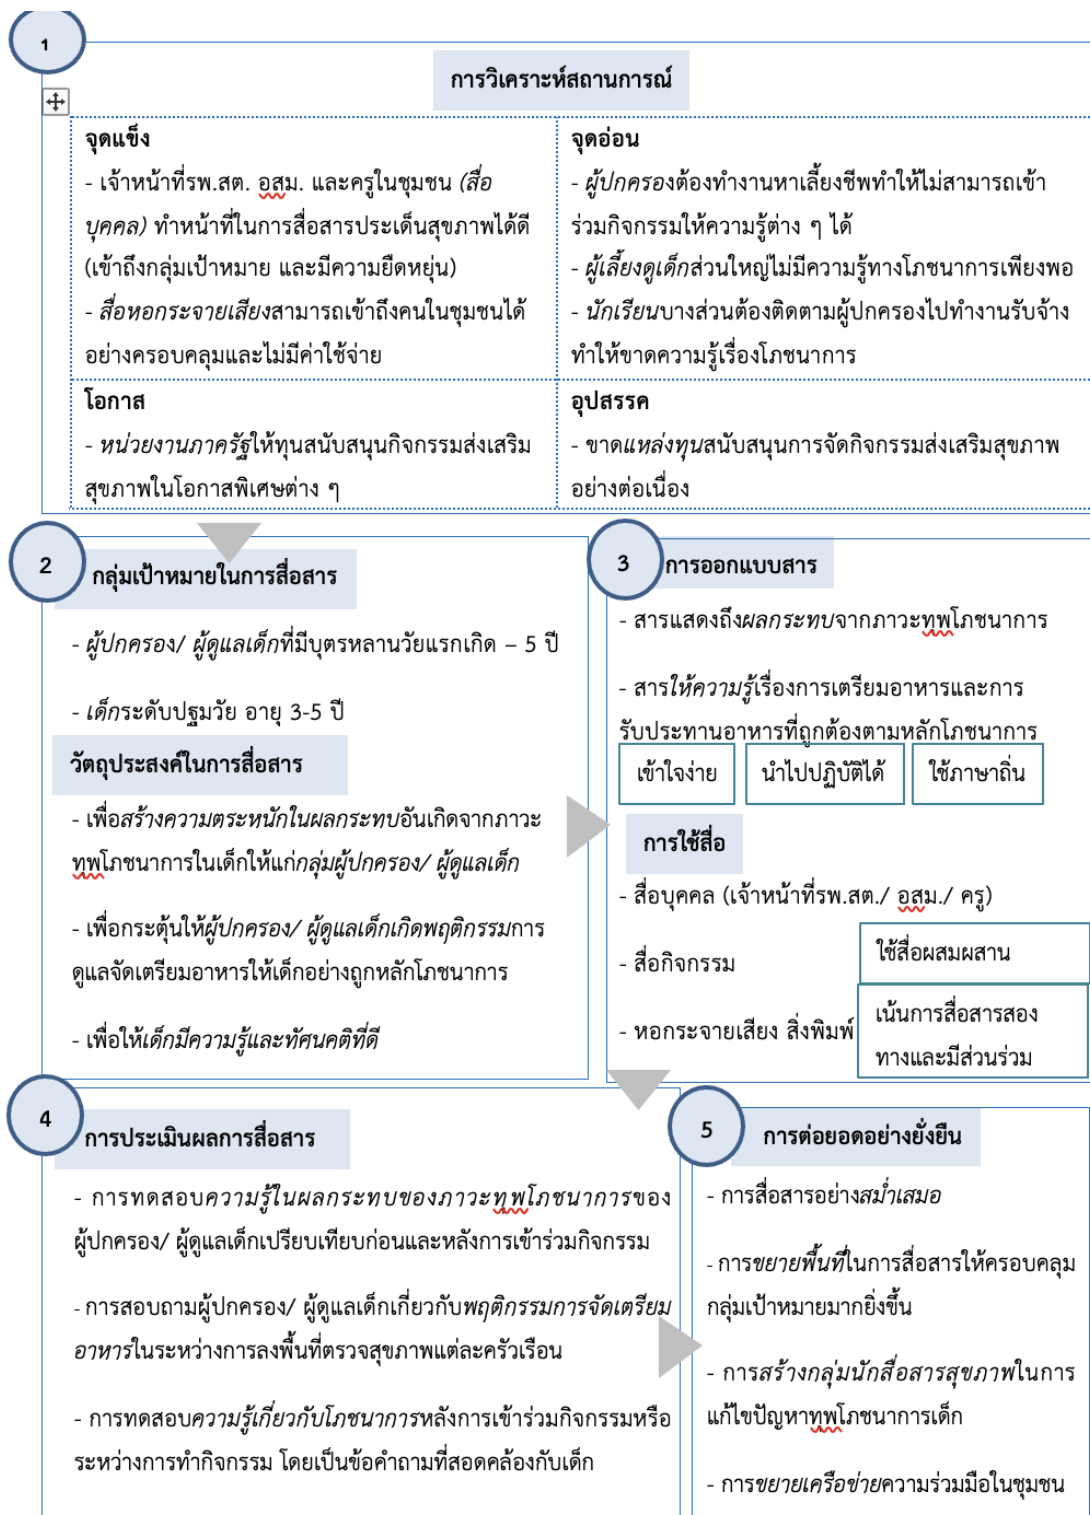 1
การวิเคราะห์สถานการณ์
จุดแข็ง
- เจ้าหน้าที่รพ.สต. อสม. และครูในชุมชน (สื่อ
บุคคล) ทำหน้าที่ในการสื่อสารประเด็นสุขภาพได้ดี
(เข้าถึงกลุ่มเป้าหมาย และมีความยืดหยุ่น)
- สื่อหอกระจายเสียงสามารถเข้าถึงคนในชุมชนได้
อย่างครอบคลุมและไม่มีค่าใช้จ่าย
จุดอ่อน
- ผู้ปกครองต้องทำงานหาเลี้ยงชีพทำให้ไม่สามารถเข้า
ร่วมกิจกรรมให้ความรู้ต่าง ๆ ได้
- ผู้เลี้ยงดูเด็กส่วนใหญ่ไม่มีความรู้ทางโภชนาการเพียงพอ
- นักเรียนบางส่วนต้องติดตามผู้ปกครองไปทำงานรับจ้าง
ทำให้ขาดความรู้เรื่องโภชนาการ
โอกาส
- หน่วยงานภาครัฐให้ทุนสนับสนุนกิจกรรมส่งเสริม
สุขภาพในโอกาสพิเศษต่าง ๆ
อุปสรรค
- ขาดแหล่งทุนสนับสนุนการจัดกิจกรรมส่งเสริมสุขภาพ
อย่างต่อเนื่อง
2
กลุ่มเป้าหมายในการสื่อสาร
- ผู้ปกครอง/ ผู้ดูแลเด็กที่มีบุตรหลานวัยแรกเกิด – 5 ปี
- เด็กระดับปฐมวัย อายุ 3-5 ปี
วัตถุประสงค์ในการสื่อสาร
- เพื่อสร้างความตระหนักในผลกระทบอันเกิดจากภาวะ
ทุพโภชนาการในเด็กให้แก่กลุ่มผู้ปกครอง/ ผู้ดูแลเด็ก
- เพื่อกระตุ้นให้ผู้ปกครอง/ ผู้ดูแลเด็กเกิดพฤติกรรมการ
ดูแลจัดเตรียมอาหารให้เด็กอย่างถูกหลักโภชนาการ
- เพื่อให้เด็กมีความรู้และทัศนคติที่ดี
3
การออกแบบสาร
- สารแสดงถึงผลกระทบจากภาวะทุพโภชนาการ
- สารให้ความรู้เรื่องการเตรียมอาหารและการ
รับประทานอาหารที่ถูกต้องตามหลักโภชนาการ
เข้าใจง่าย
นำไปปฏิบัติได้
ใช้ภาษาถิ่น
การใช้สื่อ
- สื่อบุคคล (เจ้าหน้าที่รพ.สต./ อสม./ ครู)
- สื่อกิจกรรม
- หอกระจายเสียง สิ่งพิมพ์
ใช้สื่อผสมผสาน
เน้นการสื่อสารสอง
ทางและมีส่วนร่วม
4
การประเมินผลการสื่อสาร
- การทดสอบความรู้ในผลกระทบของภาวะทุพโภชนาการของ
ผู้ปกครอง/ ผู้ดูแลเด็กเปรียบเทียบก่อนและหลังการเข้าร่วมกิจกรรม
- การสอบถามผู้ปกครอง/ ผู้ดูแลเด็กเกี่ยวกับพฤติกรรมการจัดเตรียม
อาหารในระหว่างการลงพื้นที่ตรวจสุขภาพแต่ละครัวเรือน
- การทดสอบความรู้เกี่ยวกับโภชนาการหลังการเข้าร่วมกิจกรรมหรือ
ระหว่างการทำกิจกรรม โดยเป็นข้อคำถามที่สอดคล้องกับเด็ก
5
การต่อยอดอย่างยั่งยืน
- การสื่อสารอย่างสม่ำเสมอ
- การขยายพื้นที่ในการสื่อสารให้ครอบคลุม
กลุ่มเป้าหมายมากยิ่งขึ้น
- การสร้างกลุ่มนักสื่อสารสุขภาพในการ
แก้ไขปัญหาทุพโภชนาการเด็ก
- การขยายเครือข่ายความร่วมมือในชุมชน